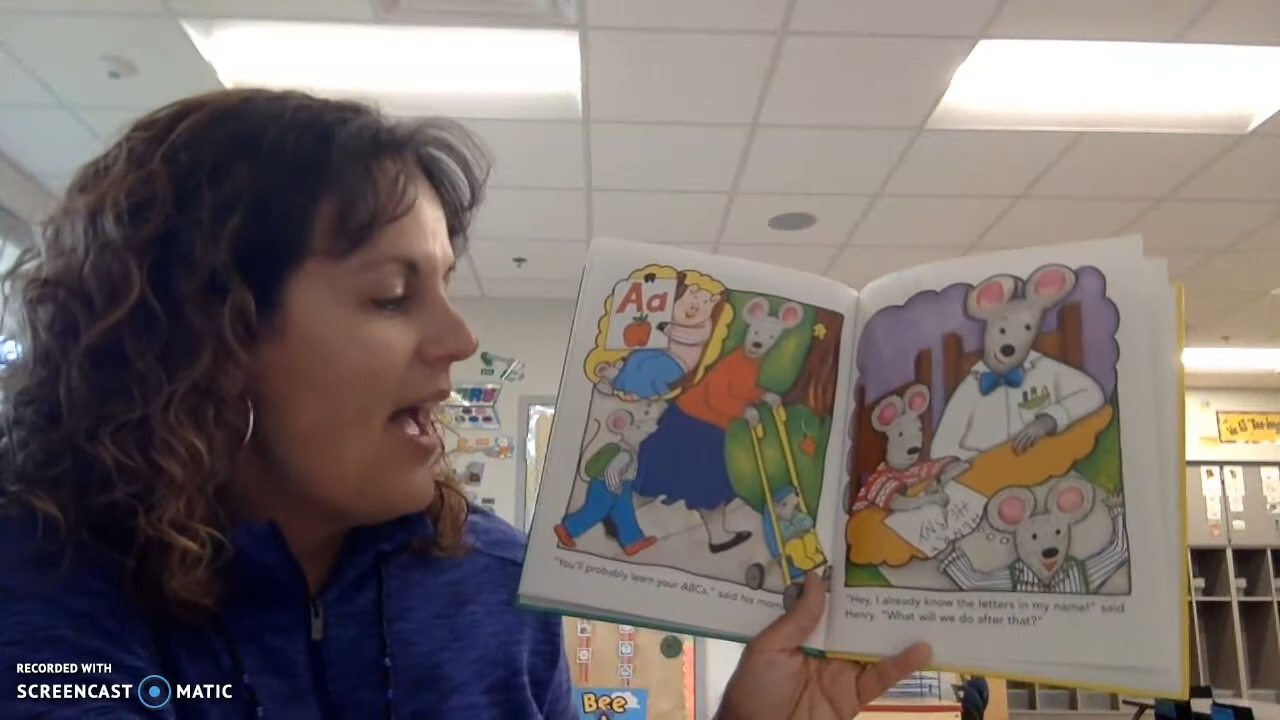 Aa
"You'll probably learn your ABCs," said his mom
"Hey, I already know the letters in my name!" said
Henry. "What will we do after that?"
Bee
RECORDED WITH
SCREENCAST MATIC